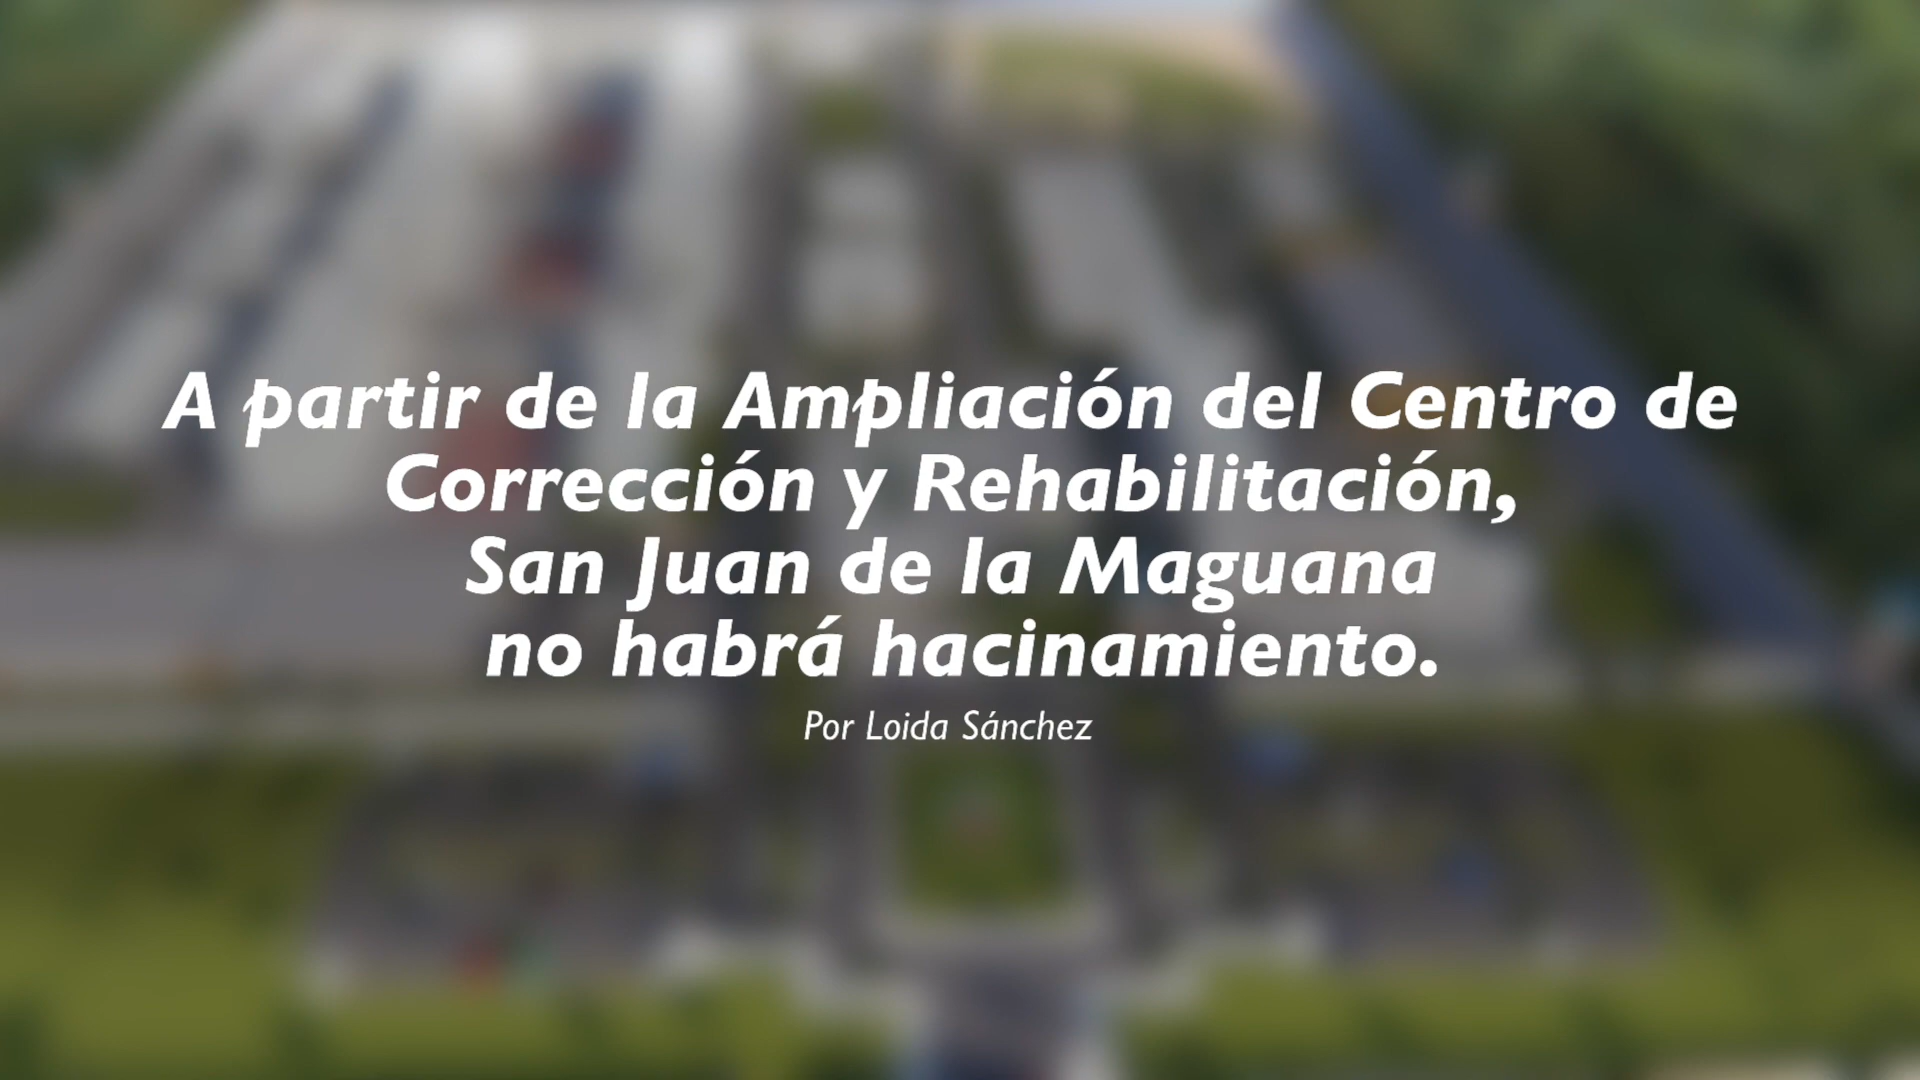 A partir de la Ampliación del Centro de
Corrección y Rehabilitación,
San Juan de la Maguana
no habrá hacinamiento.
Por Loida Sánchez